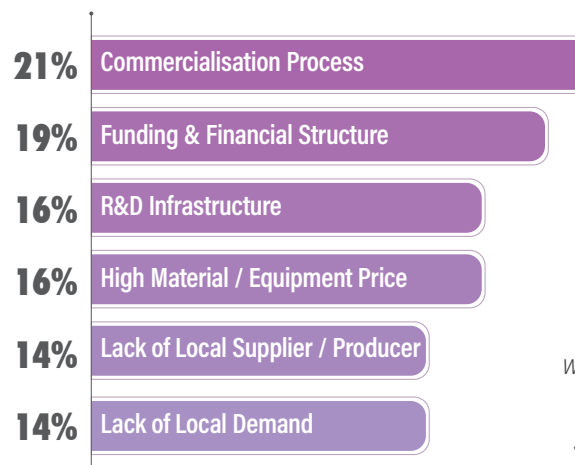 21% Commercialisation Process
19% Funding & Financial Structure
16% R&D Infrastructure
16% High Material / Equipment Price
14% Lack of Local Supplier / Producer
14% Lack of Local Demand